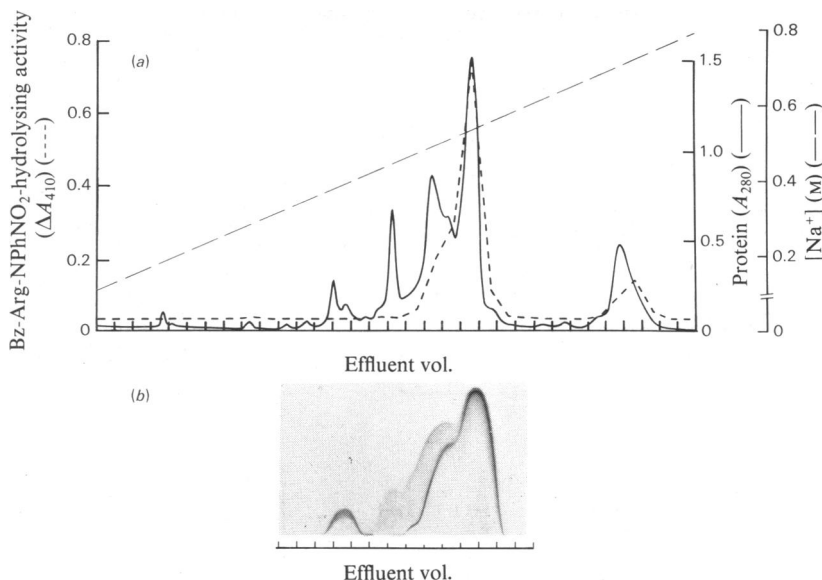 Bz-Arg-NPhNO₂-hydrolysing activity
(ΔA₄₁₀) (----)
0.8
0.6
0.4
0.2
0
(a)
1.5
1.0
0.5
0
Protein (A₂₈₀) (——)
0.8
0.6
0.4
0.2
0
[Na⁺] (M) (— —)
Effluent vol.
(b)
Effluent vol.